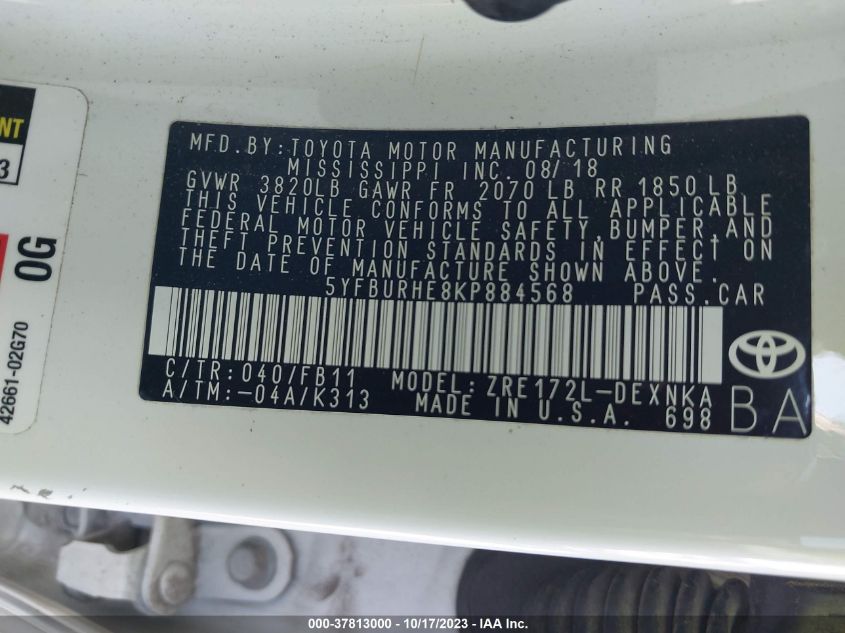 NT
3
0G
42661-02G70
MFD.BY:TOYOTA MOTOR MANUFACTURING
MISSISSIPPI INC. 08/18
GVWR 3820LB GAWR FR 2070 LB RR 1850 LB
THIS VEHICLE CONFORMS TO ALL APPLICABLE
FEDERAL MOTOR VEHICLE SAFETY,BUMPER,AND
THEFT PREVENTION STANDARDS IN EFFECT ON
THE DATE OF MANUFACTURE SHOWN ABOVE.
5YFBURHE8KP884568 PASS.CAR
C/TR:040/FB11 MODEL:ZRE172L-DEXNKA
A/TM:-04A/K313 MADE IN U.S.A. 698
BA
000-37813000 - 10/17/2023 - IAA Inc.